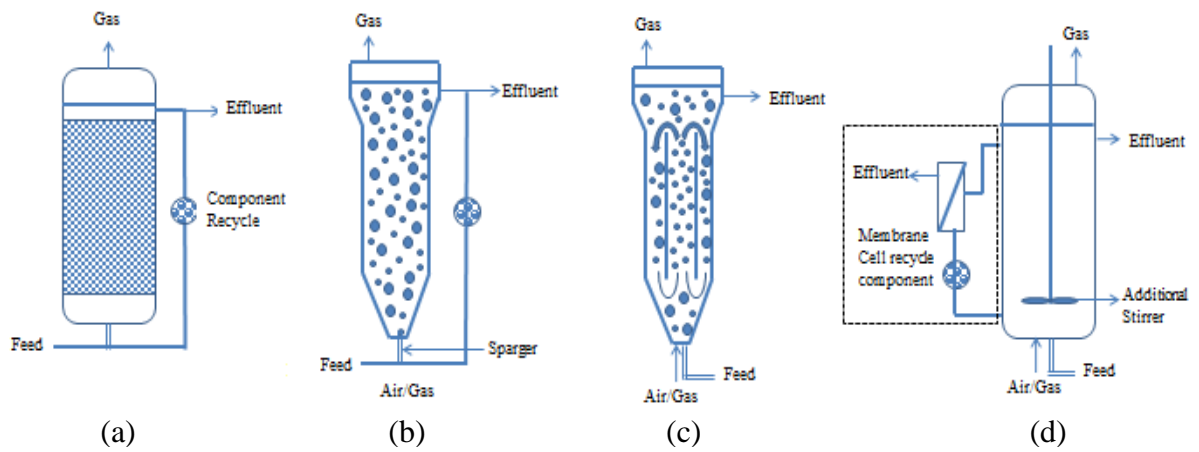 Gas
Effluent
Component
Recycle
Feed
(a)
Gas
Effluent
Sparger
Feed
Air/Gas
(b)
Gas
Effluent
Feed
Air/Gas
(c)
Gas
Effluent
Effluent
Membrane
Cell recycle
component
Additional
Stirrer
Air/Gas
Feed
(d)